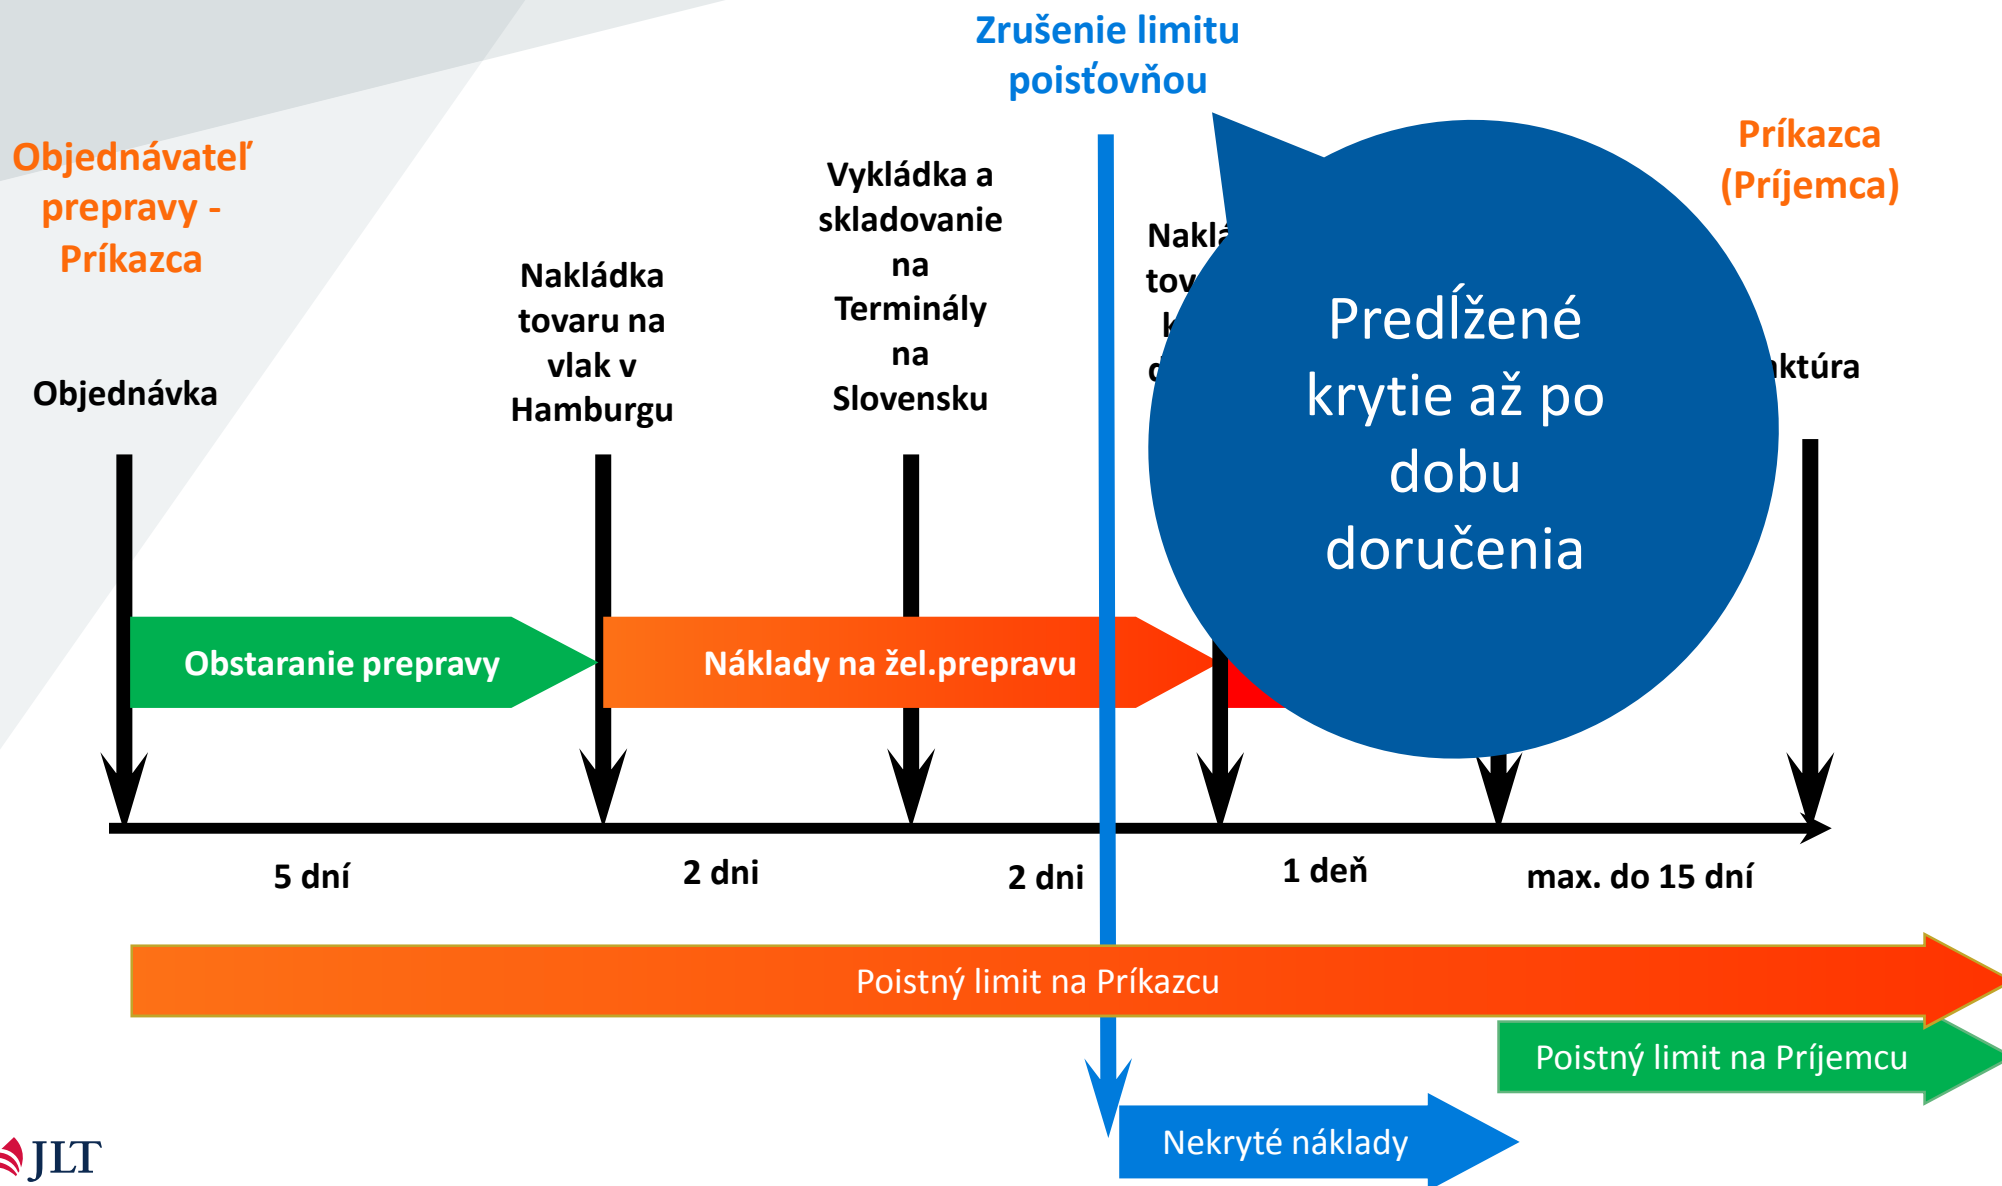 Zrušenie limitu
poisťovňou
Objednávateľ
prepravy -
Príkazca
Príkazca
(Príjemca)
Objednávka
Nakládka
tovaru na
vlak v
Hamburgu
Vykládka a
skladovanie
na
Terminály
na
Slovensku
Predĺžené
krytie až po
dobu
doručenia
Obstaranie prepravy
Náklady na žel.prepravu
5 dní
2 dni
2 dni
1 deň
max. do 15 dní
Poistný limit na Príkazcu
Poistný limit na Príjemcu
Nekryté náklady
JLT